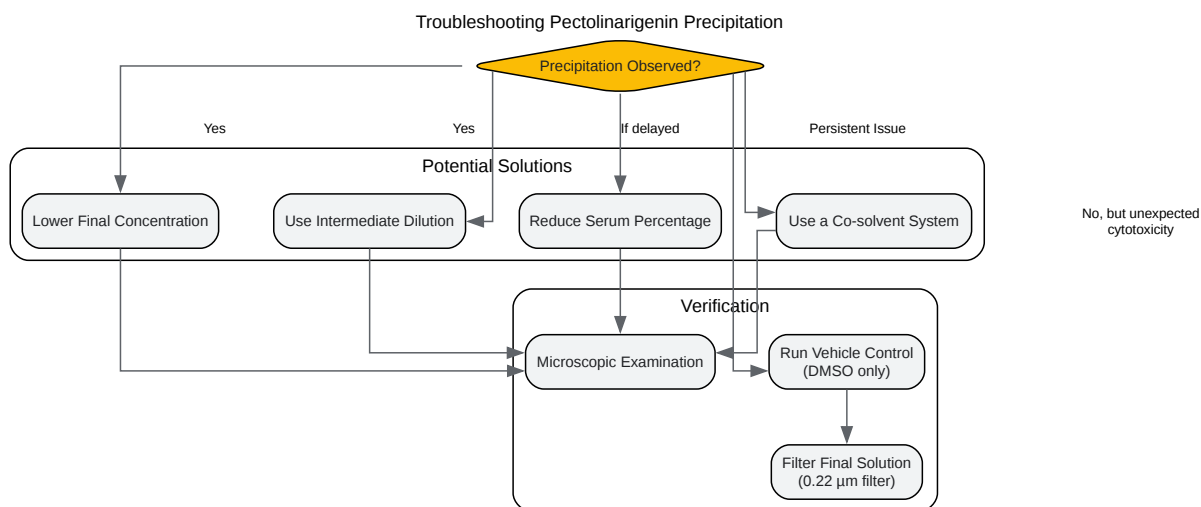 Troubleshooting Pectolinarigenin Precipitation
Precipitation Observed?
Yes
Yes
If delayed
Persistent Issue
Potential Solutions
Lower Final Concentration
Use Intermediate Dilution
Reduce Serum Percentage
Use a Co-solvent System
No, but unexpected
cytotoxicity
Verification
Microscopic Examination
Run Vehicle Control
(DMSO only)
Filter Final Solution
(0.22 µm filter)